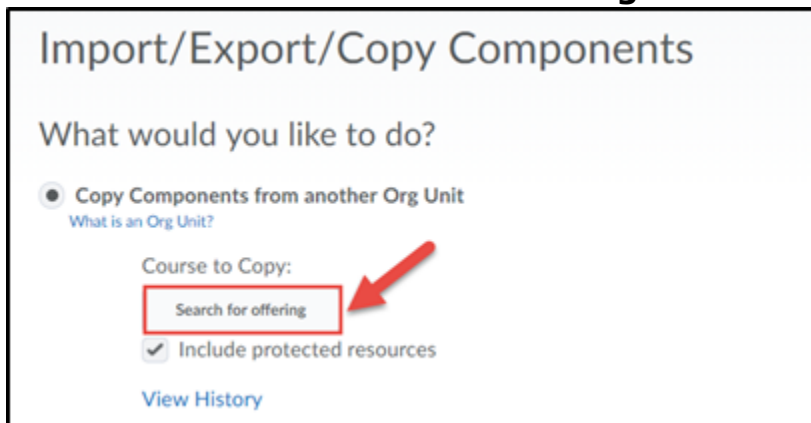 Import/Export/Copy Components
What would you like to do?
Copy Components from another Org Unit
What is an Org Unit?
Course to Copy:
Search for offering
Include protected resources
View History